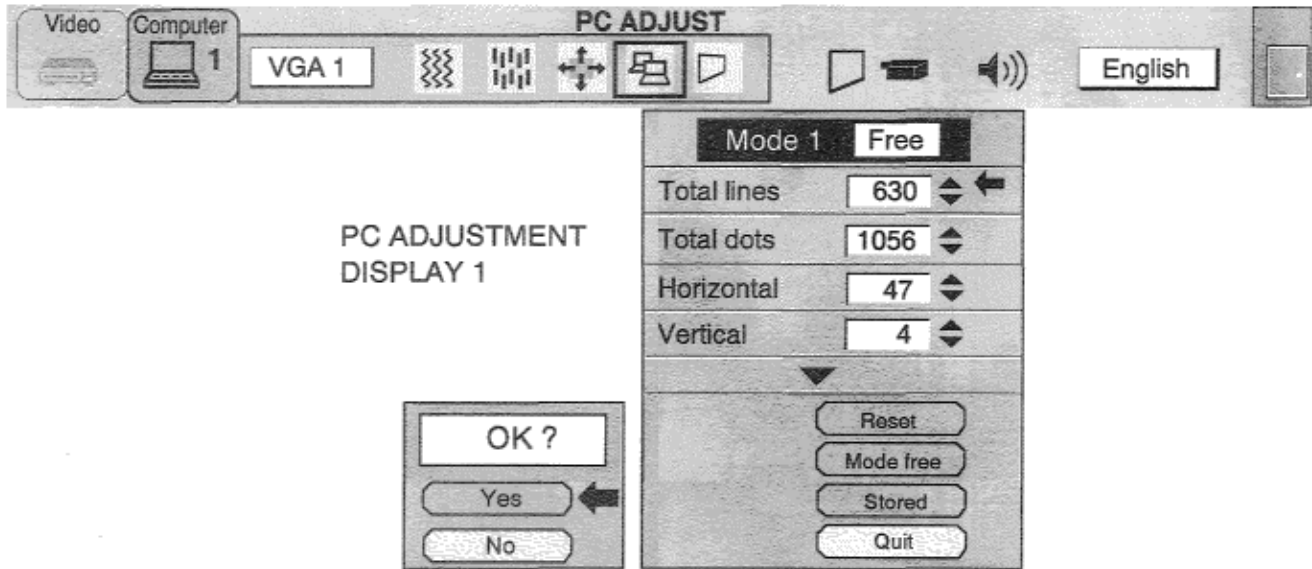 PC ADJUST
Video
Computer
1
VGA 1
English
Mode 1 Free
Total lines 630
Total dots 1056
Horizontal 47
Vertical 4
PC ADJUSTMENT
DISPLAY 1
Reset
Mode free
Stored
Quit
OK ?
Yes
No